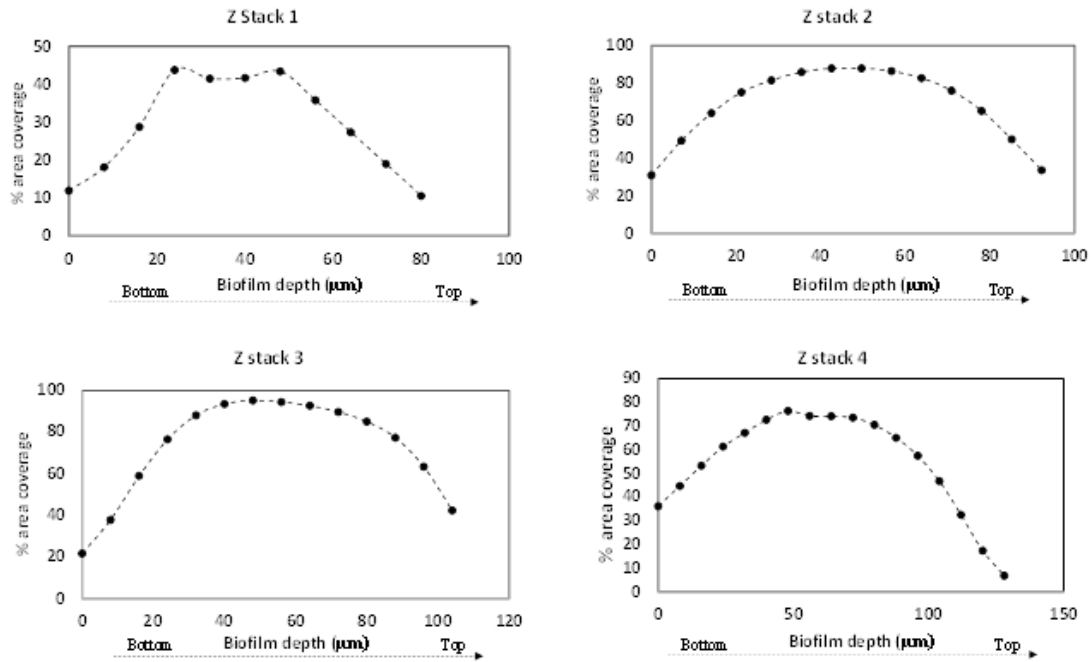 Z Stack 1
50
40
30
20
10
0
% area coverage
0 20 40 60 80 100
Biofilm depth (μm)
Bottom Top
Z stack 2
100
80
60
40
20
0
% area coverage
0 20 40 60 80 100
Biofilm depth (μm)
Bottom Top
Z stack 3
100
80
60
40
20
0
% area coverage
0 20 40 60 80 100 120
Biofilm depth (μm)
Bottom Top
Z stack 4
90
80
70
60
50
40
30
20
10
0
% area coverage
0 50 100 150
Biofilm depth (μm)
Bottom Top